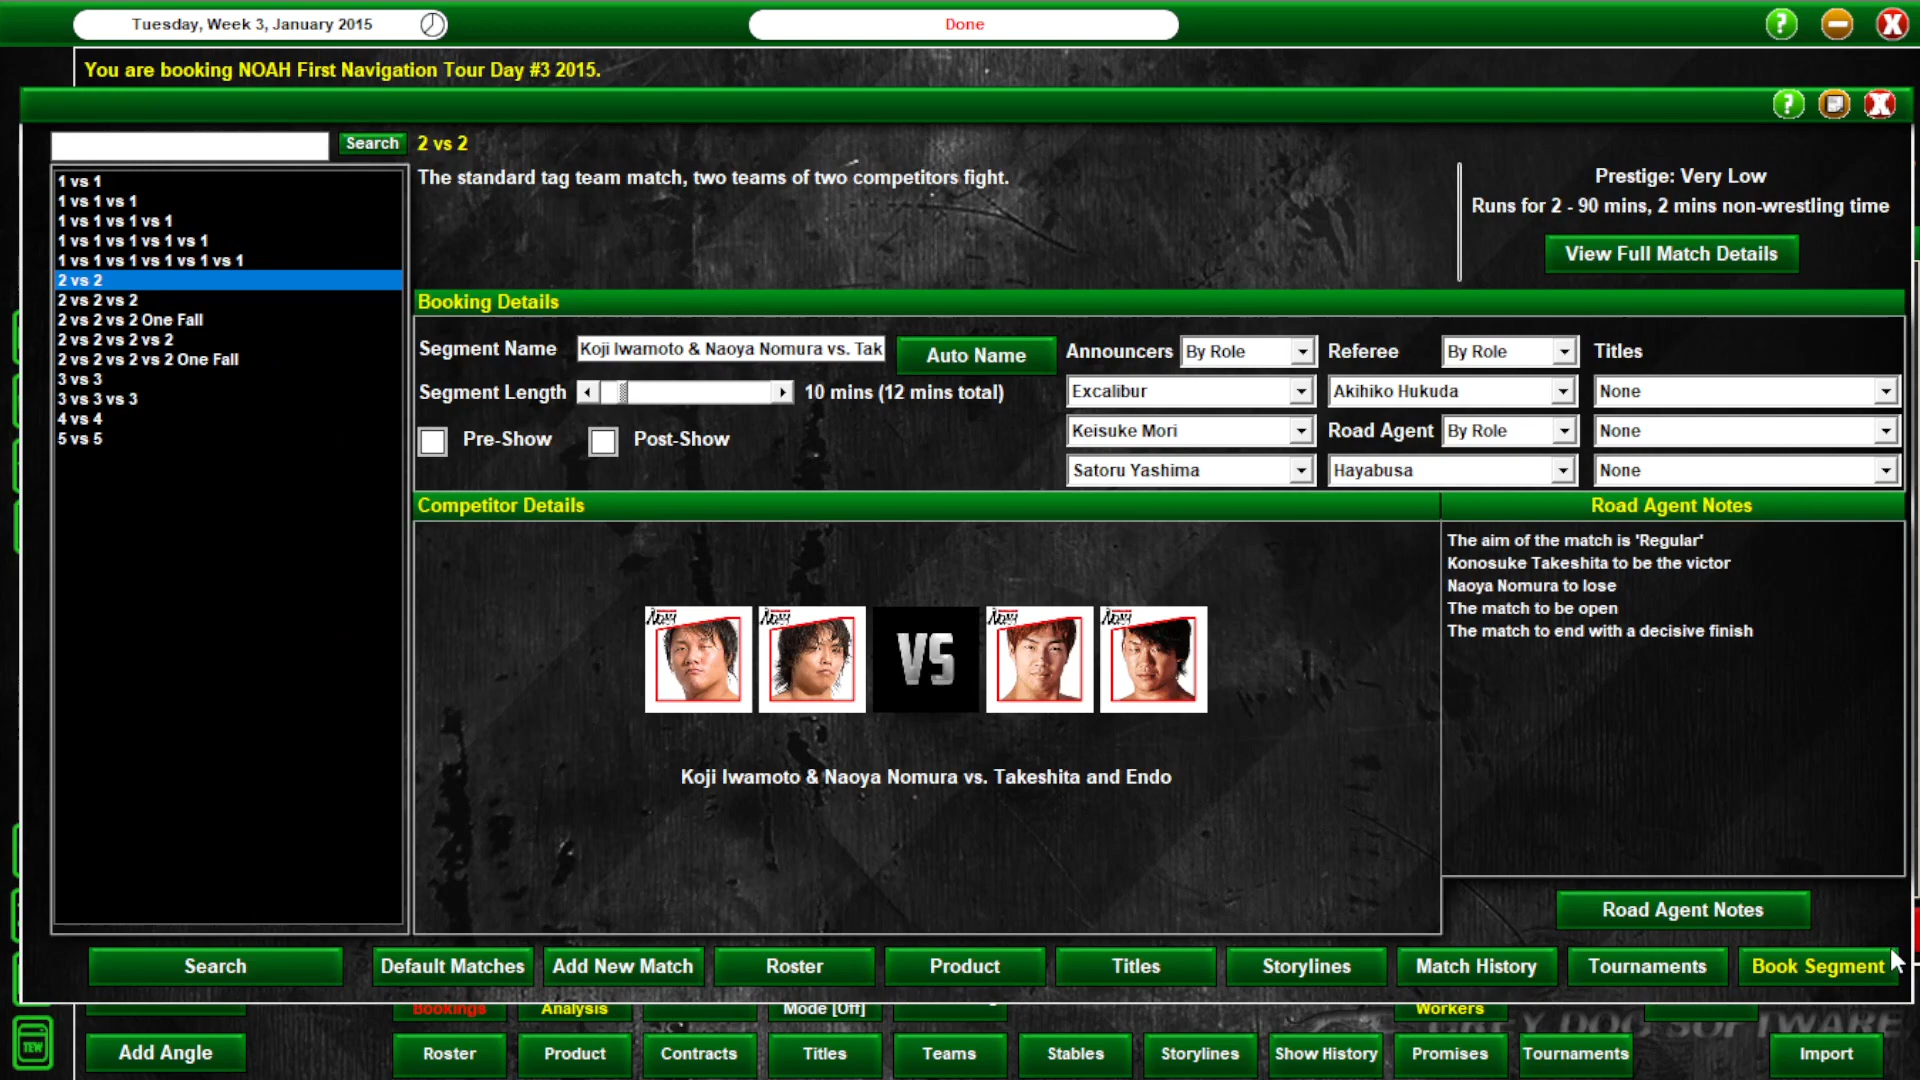 Tuesday, Week 3, January 2015
Done
You are booking NOAH First Navigation Tour Day #3 2015.
Search
2 vs 2
The standard tag team match, two teams of two competitors fight.
Prestige: Very Low
Runs for 2 - 90 mins, 2 mins non-wrestling time
View Full Match Details
1 vs 1
1 vs 1 vs 1
1 vs 1 vs 1 vs 1
1 vs 1 vs 1 vs 1 vs 1
1 vs 1 vs 1 vs 1 vs 1 vs 1
2 vs 2
2 vs 2 vs 2
2 vs 2 vs 2 One Fall
2 vs 2 vs 2 vs 2
2 vs 2 vs 2 vs 2 One Fall
3 vs 3
3 vs 3 vs 3
4 vs 4
5 vs 5
Booking Details
Segment Name
Koji Iwamoto & Naoya Nomura vs. Tak
Auto Name
Segment Length
10 mins (12 mins total)
Pre-Show
Post-Show
Announcers
By Role
Excalibur
Keisuke Mori
Satoru Yashima
Referee
By Role
Akihiko Hukuda
Road Agent
By Role
Hayabusa
Titles
None
None
None
Competitor Details
VS
Koji Iwamoto & Naoya Nomura vs. Takeshita and Endo
Road Agent Notes
The aim of the match is 'Regular'
Konosuke Takeshita to be the victor
Naoya Nomura to lose
The match to be open
The match to end with a decisive finish
Road Agent Notes
Search
Default Matches
Add New Match
Roster
Product
Titles
Storylines
Match History
Tournaments
Book Segment
Bookings
Analysis
Mode [Off]
Workers
GREY DOG SOFTWARE
TEW
Add Angle
Roster
Product
Contracts
Titles
Teams
Stables
Storylines
Show History
Promises
Tournaments
Import